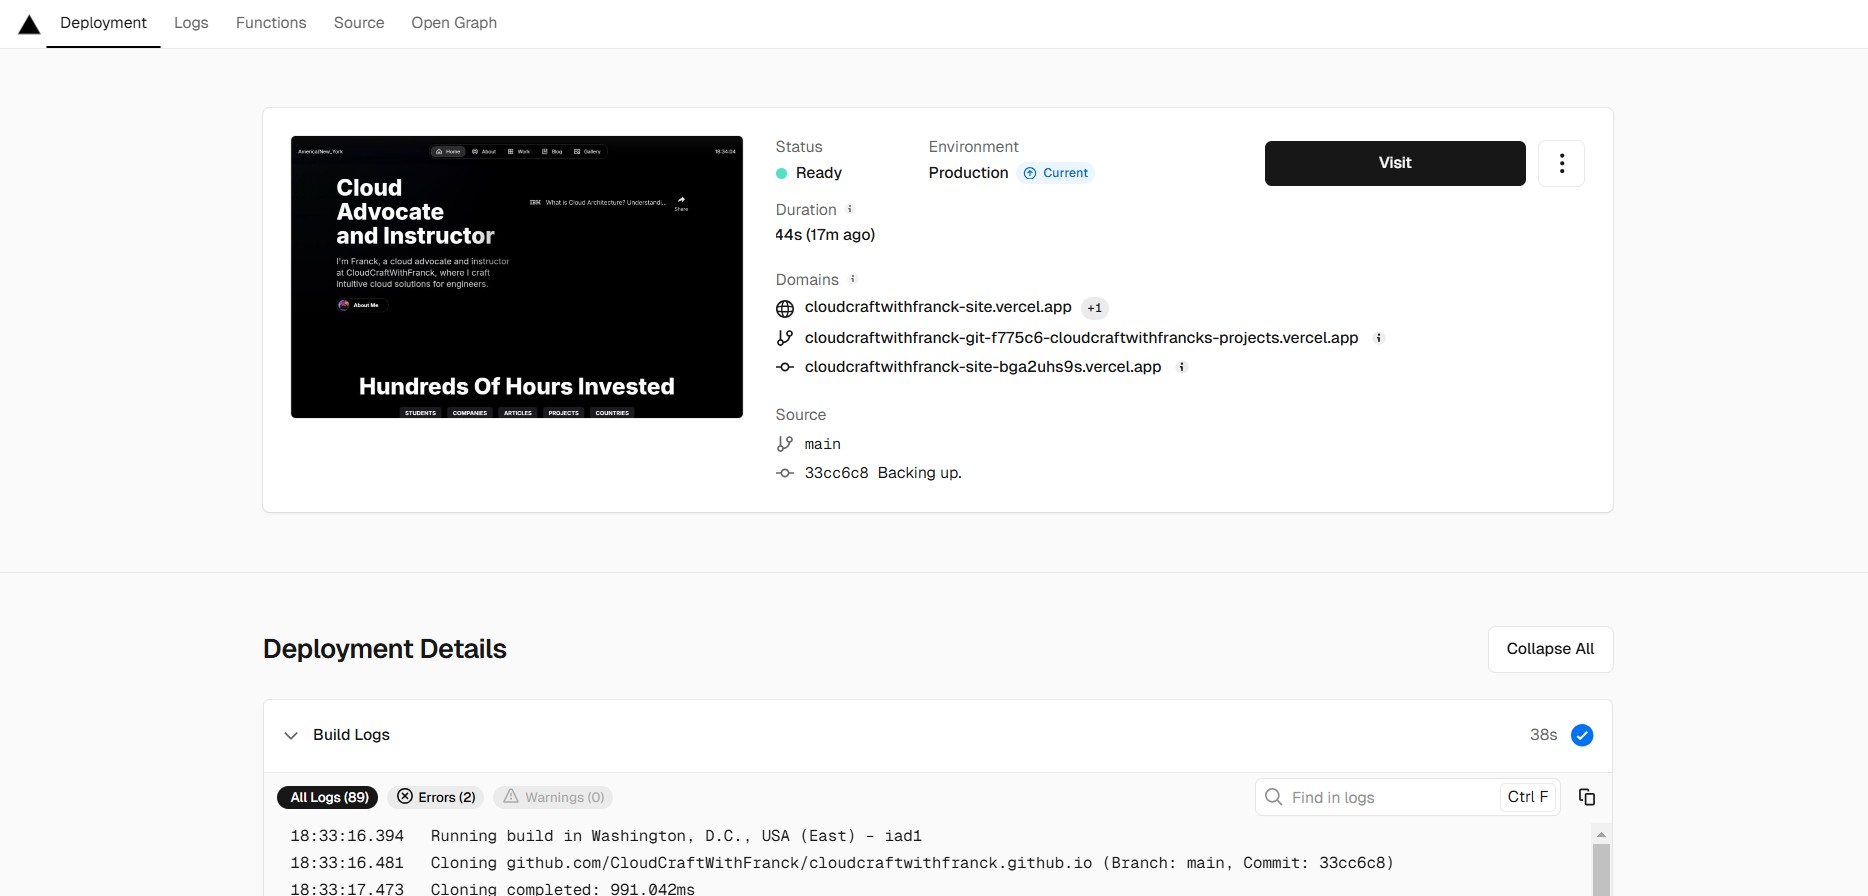 Deployment Logs Functions Source Open Graph
America/New_York Home About Work Blog Gallery 18:34:04
Cloud
Advocate
and Instructor
I'm Franck, a cloud advocate and instructor
at CloudCraftWithFranck, where I craft
intuitive cloud solutions for engineers.
About Me
IBM What is Cloud Architecture? Understandi...
Share
Hundreds Of Hours Invested
STUDENTS COMPANIES ARTICLES PROJECTS COUNTRIES
Status
Ready
Environment
Production Current
Visit
Duration
44s (17m ago)
Domains
cloudcraftwithfranck-site.vercel.app +1
cloudcraftwithfranck-git-f775c6-cloudcraftwithfrancks-projects.vercel.app
cloudcraftwithfranck-site-bga2uhs9s.vercel.app
Source
main
33cc6c8 Backing up.
Deployment Details
Collapse All
Build Logs
38s
All Logs (89) Errors (2) Warnings (0)
Find in logs Ctrl F
18:33:16.394 Running build in Washington, D.C., USA (East) – iad1
18:33:16.481 Cloning github.com/CloudCraftWithFranck/cloudcraftwithfranck.github.io (Branch: main, Commit: 33cc6c8)
18:33:17.473 Cloning completed: 991.042ms